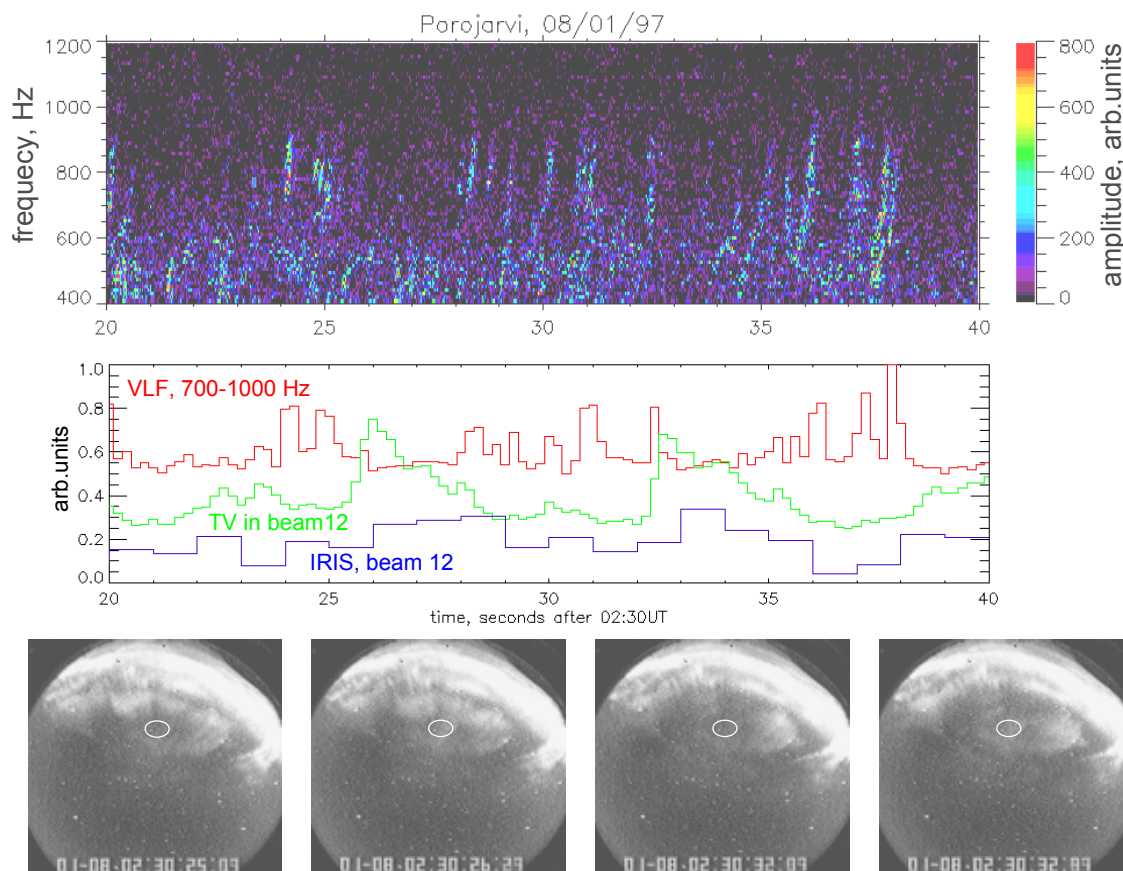 Porojarvi, 08/01/97
1200
1000
800
600
400
frequecy, Hz
20 25 30 35 40
800
600
400
200
0
amplitude, arb.units
1.0
0.8
0.6
0.4
0.2
0.0
arb.units
VLF, 700-1000 Hz
TV in beam12
IRIS, beam 12
20 25 30 35 40
time, seconds after 02:30UT
01-08-02:30:25:09
01-08-02:30:26:29
01-08-02:30:32:09
01-08-02:30:32:89